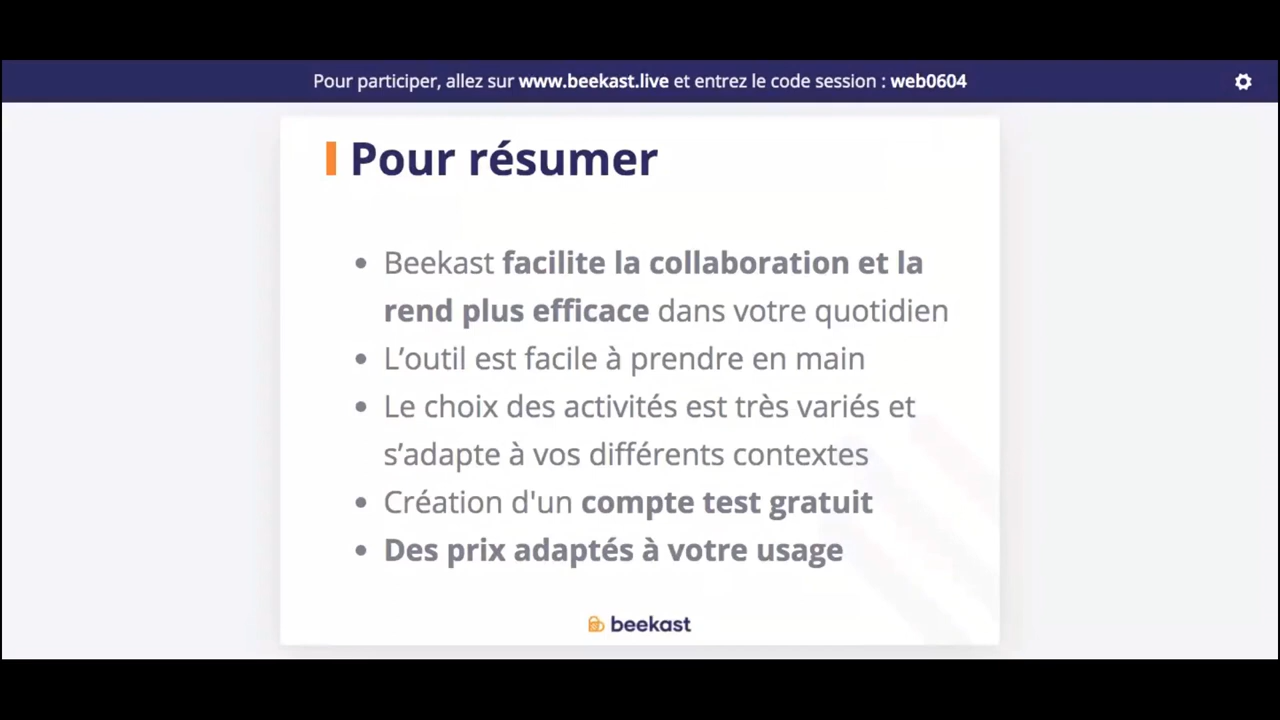 Pour participer, allez sur www.beekast.live et entrez le code session : web0604
Pour résumer
• Beekast facilite la collaboration et la
rend plus efficace dans votre quotidien
• L’outil est facile à prendre en main
• Le choix des activités est très variés et
s’adapte à vos différents contextes
• Création d'un compte test gratuit
• Des prix adaptés à votre usage
beekast